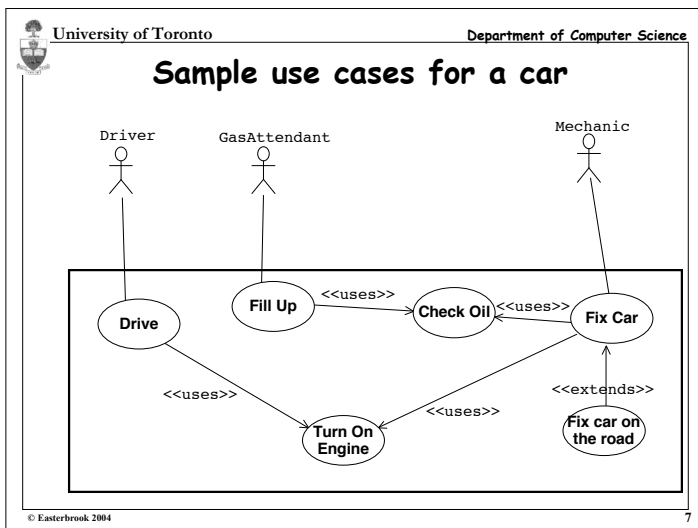 University of Toronto
Department of Computer Science
Sample use cases for a car
Driver
GasAttendant
Mechanic
Drive
Fill Up
<<uses>>
Check Oil
<<uses>>
Fix Car
<<uses>>
<<uses>>
<<extends>>
Turn On
Engine
Fix car on
the road
© Easterbrook 2004
7